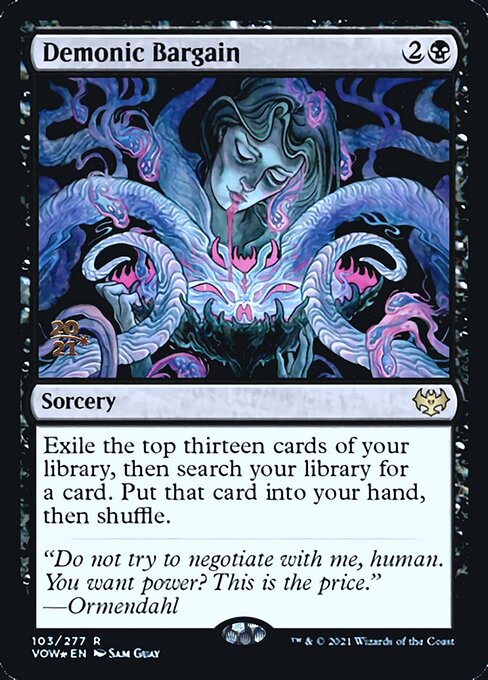 Demonic Bargain 2
20
21
Sorcery
Exile the top thirteen cards of your
library, then search your library for
a card. Put that card into your hand,
then shuffle.
“Do not try to negotiate with me, human.
You want power? This is the price.”
—Ormendahl
103/277 R
VOW★EN Sam Guay
™ & © 2021 Wizards of the Coast